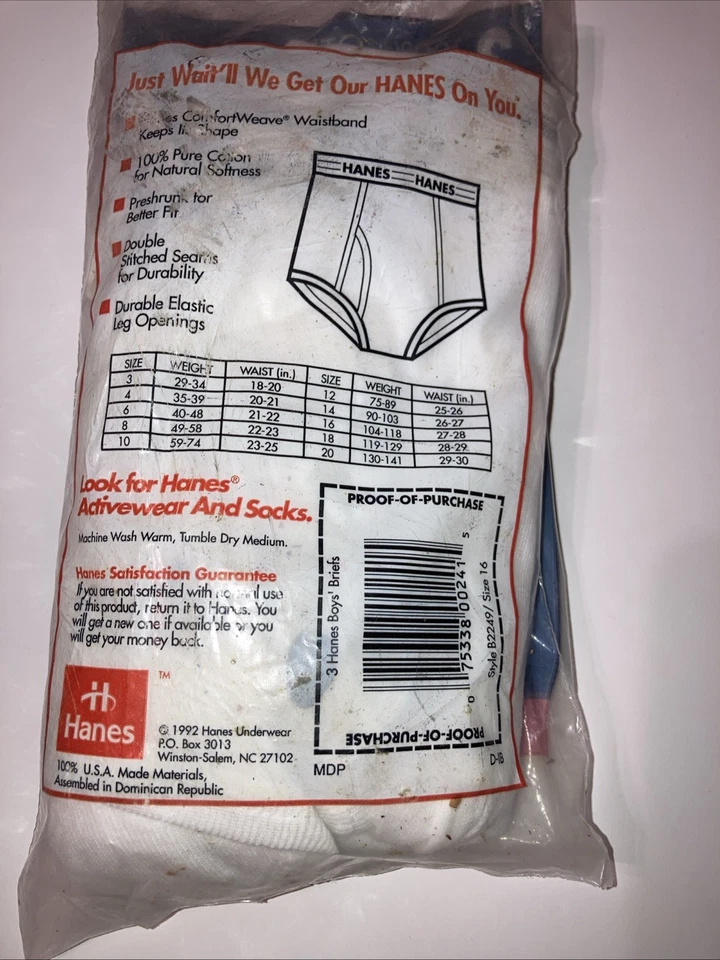 Just Wait'll We Get Our HANES On You.
ComfortWeave® Waistband
Keeps Its Shape
100% Pure Cotton
for Natural Softness
Preshrunk for
Better Fit
Double
Stitched Seams
for Durability
Durable Elastic
Leg Openings
HANES HANES
SIZE WEIGHT WAIST (in.) SIZE WEIGHT WAIST (in.)
3 29-34 18-20 12 75-89 25-26
4 35-39 20-21 14 90-103 26-27
6 40-48 21-22 16 104-118 27-28
8 49-58 22-23 18 119-129 28-29
10 59-74 23-25 20 130-141 29-30
Look for Hanes®
Activewear And Socks.
Machine Wash Warm, Tumble Dry Medium.
Hanes Satisfaction Guarantee
If you are not satisfied with normal use
of this product, return it to Hanes. You
will get a new one if available or you
will get your money back.
Hanes
TM
© 1992 Hanes Underwear
P.O. Box 3013
Winston-Salem, NC 27102
100% U.S.A. Made Materials,
Assembled in Dominican Republic
PROOF-OF-PURCHASE
3 Hanes Boys' Briefs
0 75338 00241 5
Style B2249/ Size 16
PROOF-OF-PURCHASE
MDP
D-IB